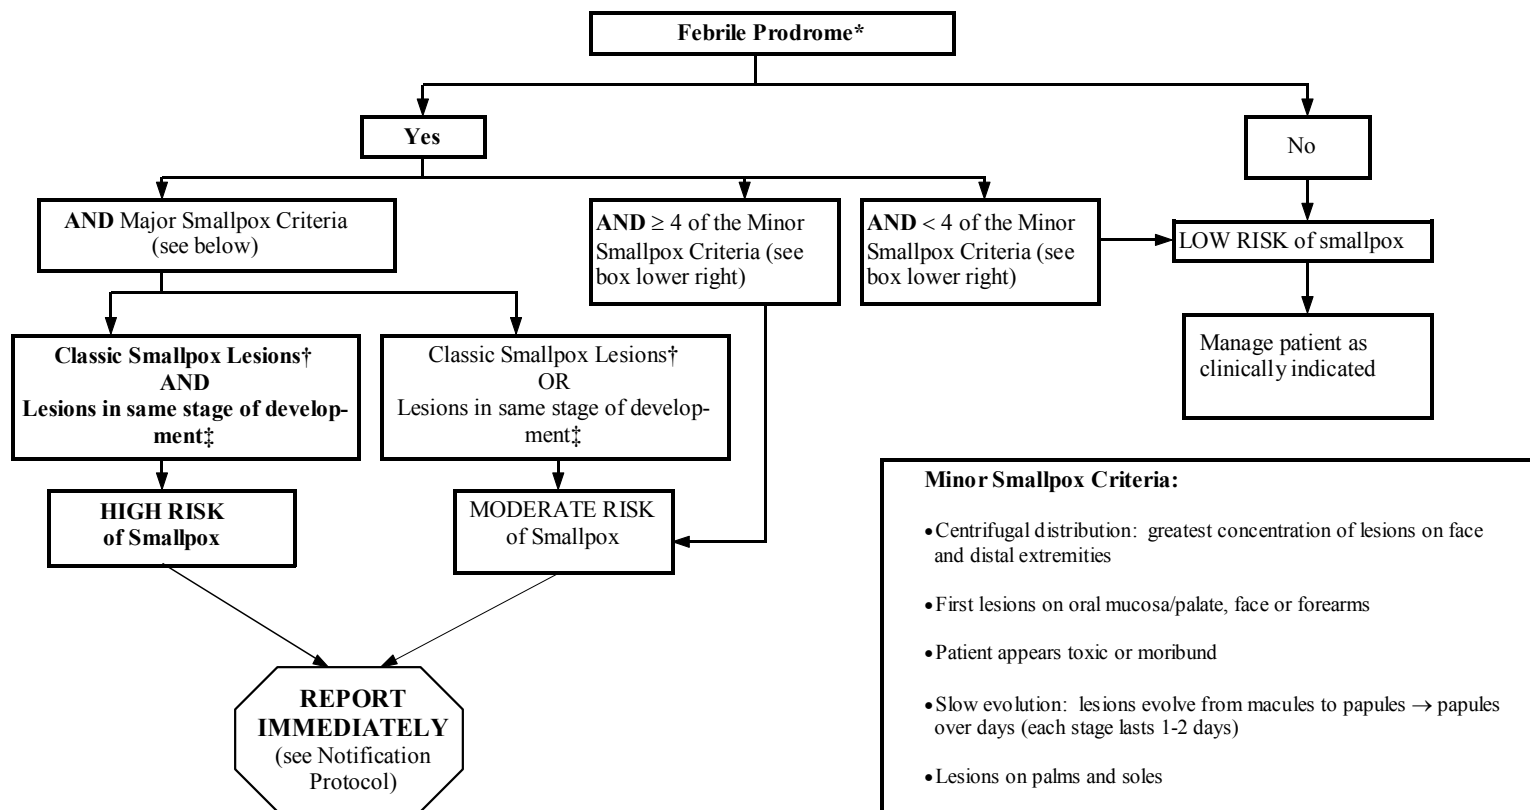 Febrile Prodrome*
Yes
No
AND Major Smallpox Criteria
(see below)
AND ≥ 4 of the Minor
Smallpox Criteria (see
box lower right)
AND < 4 of the Minor
Smallpox Criteria (see
box lower right)
LOW RISK of smallpox
Classic Smallpox Lesions†
AND
Lesions in same stage of develop-
ment‡
Classic Smallpox Lesions†
OR
Lesions in same stage of develop-
ment‡
Manage patient as
clinically indicated
HIGH RISK
of Smallpox
MODERATE RISK
of Smallpox
REPORT
IMMEDIATELY
(see Notification
Protocol)
Minor Smallpox Criteria:
•Centrifugal distribution: greatest concentration of lesions on face
and distal extremities
•First lesions on oral mucosa/palate, face or forearms
•Patient appears toxic or moribund
•Slow evolution: lesions evolve from macules to papules → papules
over days (each stage lasts 1-2 days)
•Lesions on palms and soles